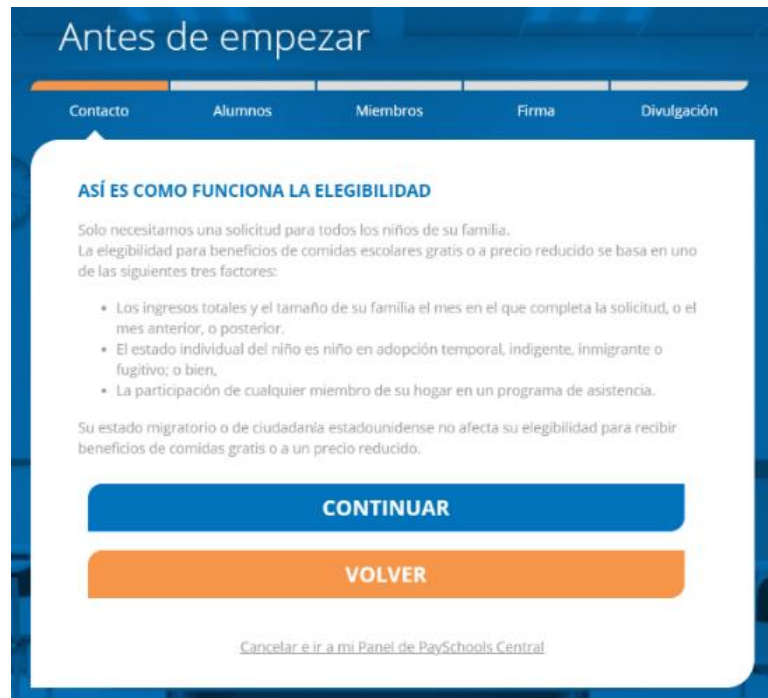 Antes de empezar
Contacto Alumnos Miembros Firma Divulgación
ASÍ ES COMO FUNCIONA LA ELEGIBILIDAD
Solo necesitamos una solicitud para todos los niños de su familia.
La elegibilidad para beneficios de comidas escolares gratis o a precio reducido se basa en uno
de las siguientes tres factores:
• Los ingresos totales y el tamaño de su familia el mes en el que completa la solicitud, o el
mes anterior, o posterior.
• El estado individual del niño es niño en adopción temporal, indigente, inmigrante o
fugitivo; o bien,
• La participación de cualquier miembro de su hogar en un programa de asistencia.
Su estado migratorio o de ciudadanía estadounidense no afecta su elegibilidad para recibir
beneficios de comidas gratis o a un precio reducido.
CONTINUAR
VOLVER
Cancelar e ir a mi Panel de PaySchools Central